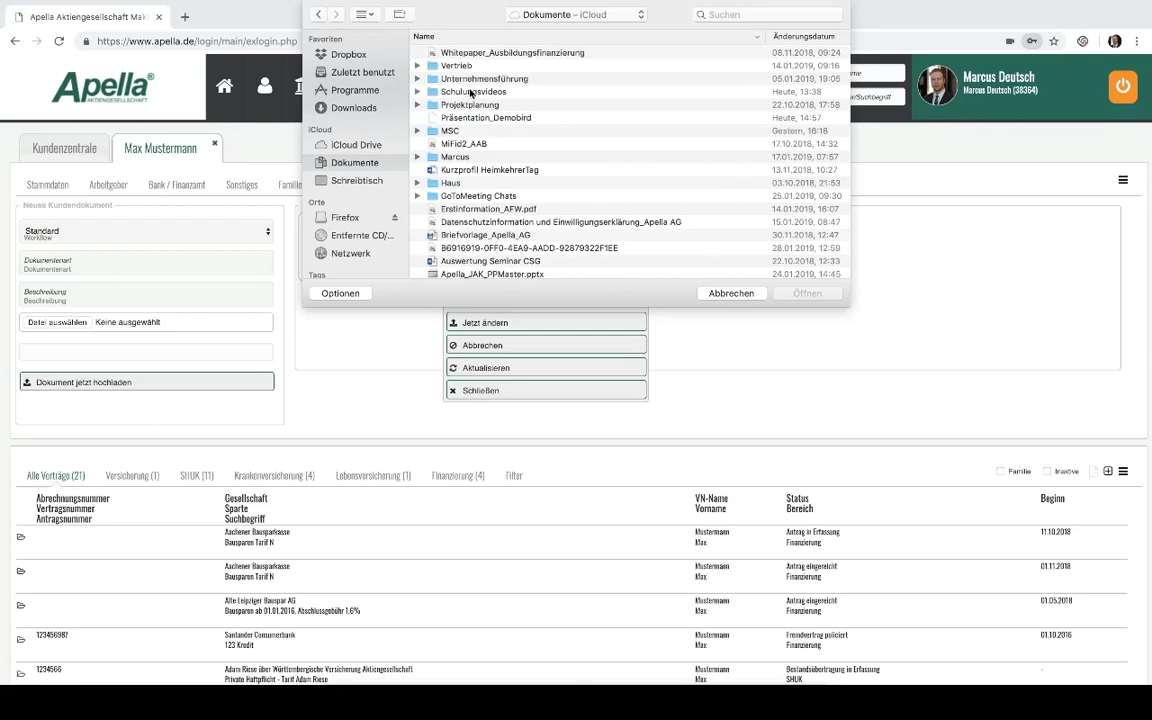 Apella Aktiengesellschaft Mak
https://www.apella.de/login/main/exlogin.php
Dokumente – iCloud
Suchen
Favoriten
Dropbox
Zuletzt benutzt
Programme
Downloads
iCloud
iCloud Drive
Dokumente
Schreibtisch
Orte
Firefox
Entfernte CD/...
Netzwerk
Tags
Name
Änderungsdatum
Whitepaper_Ausbildungsfinanzierung 08.11.2018, 09:24
Vertrieb 14.01.2019, 09:16
Unternehmensführung 05.01.2019, 19:05
Schulungsvideos Heute, 13:38
Projektplanung 22.10.2018, 17:58
Präsentation_Demobird Heute, 14:57
MSC Gestern, 16:18
MiFid2_AAB 17.10.2018, 14:32
Marcus 17.01.2019, 07:57
Kurzprofil HeimkehrerTag 13.11.2018, 10:27
Haus 03.10.2018, 21:53
GoToMeeting Chats 25.01.2019, 09:30
Erstinformation_AFW.pdf 14.01.2019, 16:07
Datenschutzinformation und Einwilligungserklärung_Apella AG 15.01.2019, 08:47
Briefvorlage_Apella_AG 30.11.2018, 12:47
B6916919-0FF0-4EA9-AADD-92879322F1EE 28.01.2019, 12:59
Auswertung Seminar CSG 22.10.2018, 12:33
Apella_JAK_PPMaster.pptx 24.01.2019, 14:45
Optionen
Abbrechen
Öffnen
Apella
AKTIENGESELLSCHAFT
Marcus Deutsch
Marcus Deutsch (38364)
Kundenzentrale
Max Mustermann
Stammdaten
Arbeitgeber
Bank / Finanzamt
Sonstiges
Familie
Neues Kundendokument
Standard
Workflow
Dokumentenart
Dokumentenart
Beschreibung
Beschreibung
Datei auswählen Keine ausgewählt
Dokument jetzt hochladen
Jetzt ändern
Abbrechen
Aktualisieren
Schließen
Alle Verträge (21)
Versicherung (1)
SHUK (11)
Krankenversicherung (4)
Lebensversicherung (1)
Finanzierung (4)
Filter
Familie
Inaktive
Abrechnungsnummer Gesellschaft VN-Name Status Beginn
Vertragsnummer Sparte Vorname Bereich
Antragsnummer Suchbegriff
Aachener Bausparkasse Mustermann Antrag in Erfassung 11.10.2018
Bausparen Tarif N Max Finanzierung
Aachener Bausparkasse Mustermann Antrag eingereicht 01.11.2018
Bausparen Tarif N Max Finanzierung
Alte Leipziger Bauspar AG Mustermann Antrag eingereicht 01.05.2018
Bausparen ab 01.01.2016, Abschlussgebühr 1,6% Max Finanzierung
123456987 Santander Consumerbank Mustermann Fremdvertrag policiert 01.10.2016
123 Kredit Max Finanzierung
1234566 Adam Riese über Württembergische Versicherung Aktiengesellschaft Mustermann Bestandsübertragung in Erfassung -
Private Haftpflicht - Tarif Adam Riese Max SHUK